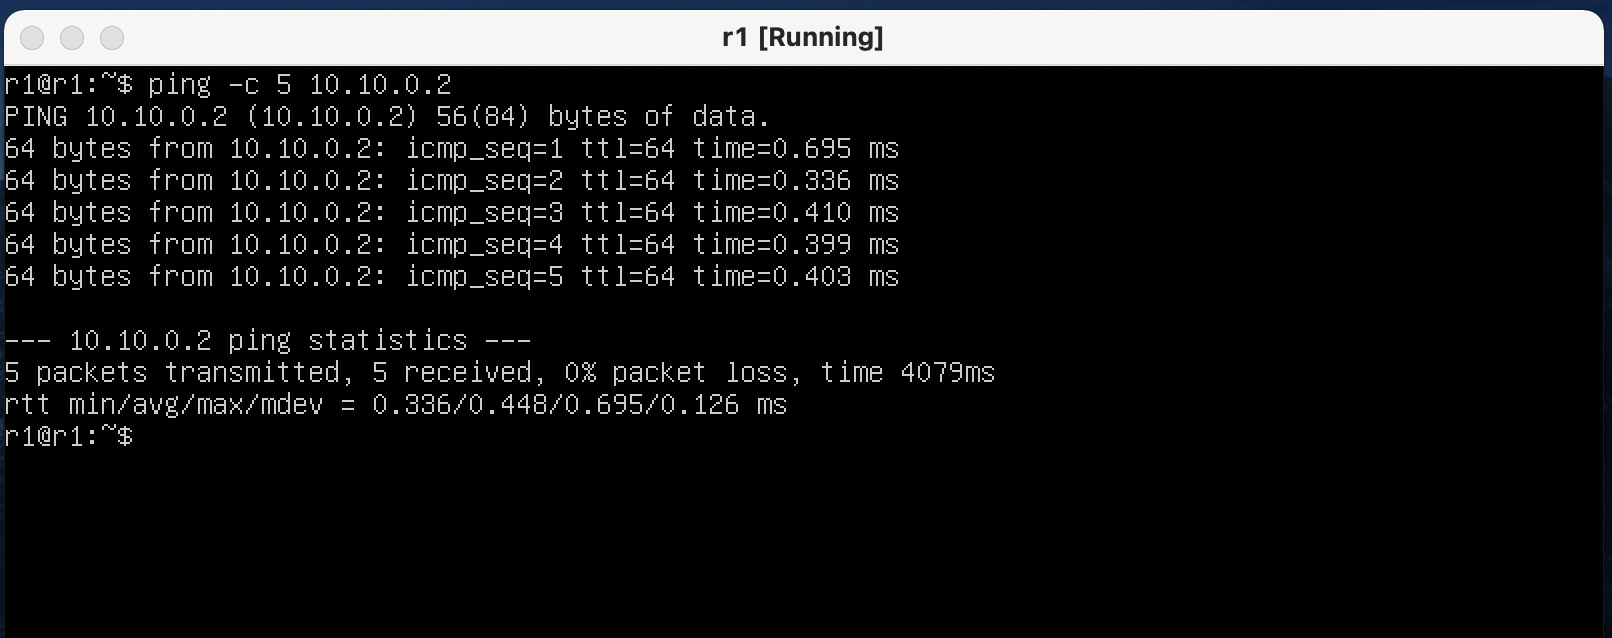 r1 [Running]
r1@r1:~$ ping -c 5 10.10.0.2
PING 10.10.0.2 (10.10.0.2) 56(84) bytes of data.
64 bytes from 10.10.0.2: icmp_seq=1 ttl=64 time=0.695 ms
64 bytes from 10.10.0.2: icmp_seq=2 ttl=64 time=0.336 ms
64 bytes from 10.10.0.2: icmp_seq=3 ttl=64 time=0.410 ms
64 bytes from 10.10.0.2: icmp_seq=4 ttl=64 time=0.399 ms
64 bytes from 10.10.0.2: icmp_seq=5 ttl=64 time=0.403 ms
--- 10.10.0.2 ping statistics ---
5 packets transmitted, 5 received, 0% packet loss, time 4079ms
rtt min/avg/max/mdev = 0.336/0.448/0.695/0.126 ms
r1@r1:~$